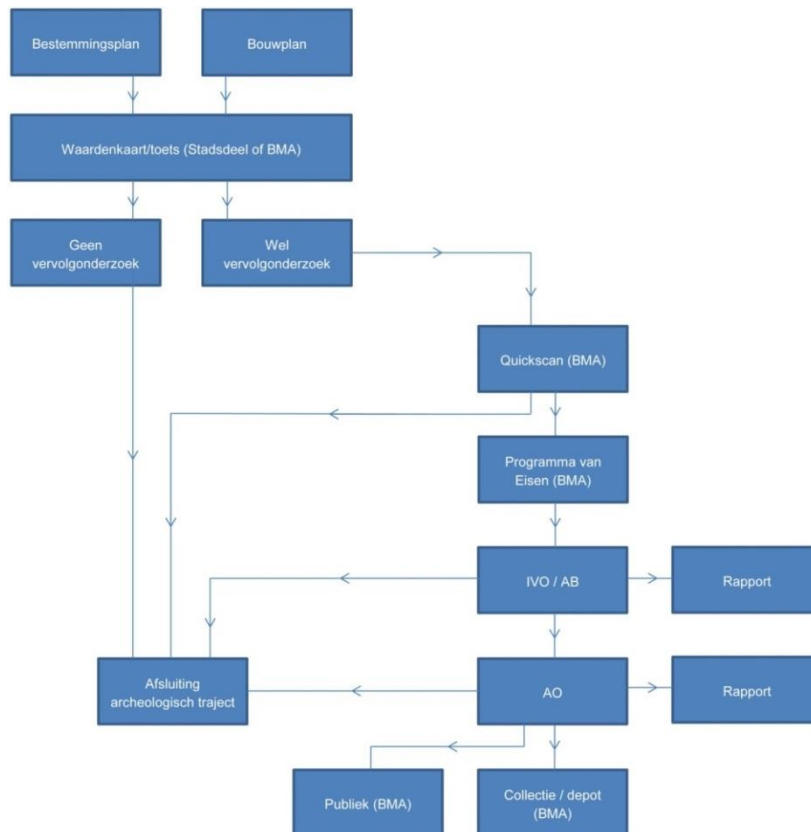 Bestemmingsplan
Bouwplan
Waardenkaart/toets (Stadsdeel of BMA)
Geen
vervolgonderzoek
Wel
vervolgonderzoek
Quickscan (BMA)
Programma van
Eisen (BMA)
IVO / AB
Rapport
Afsluiting
archeologisch traject
AO
Rapport
Publiek (BMA)
Collectie / depot
(BMA)